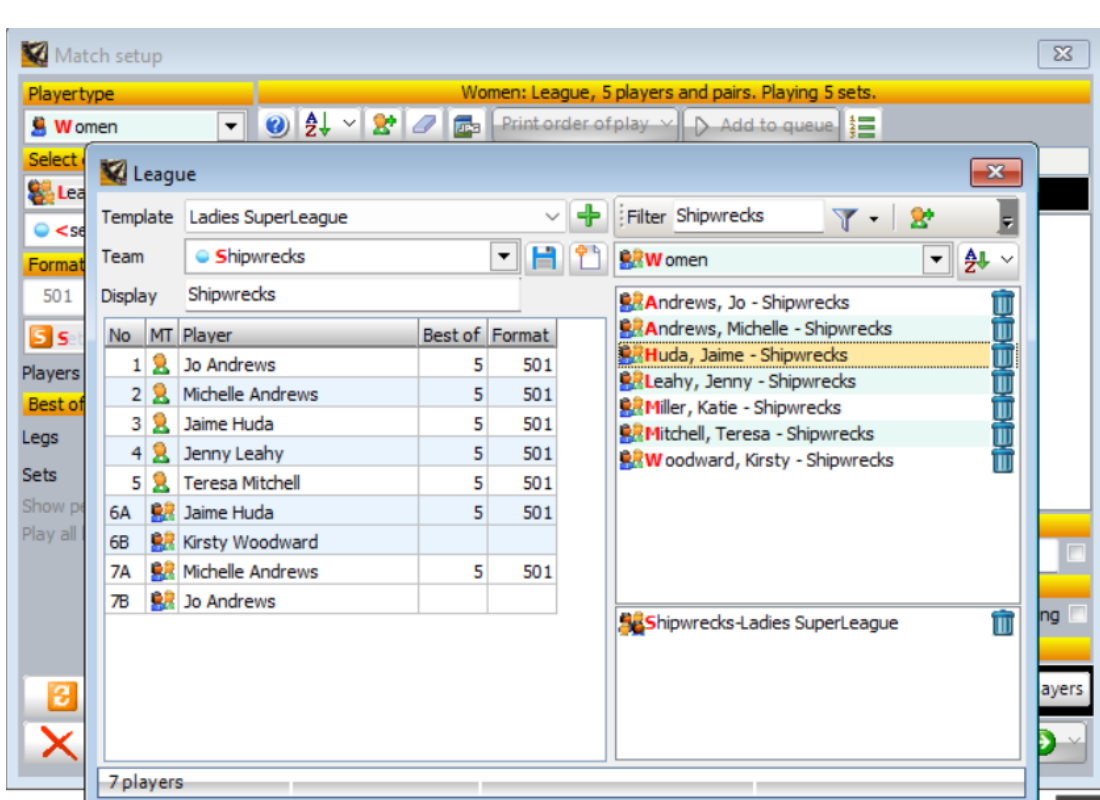 Match setup
Playertype
Women: League, 5 players and pairs. Playing 5 sets.
Women
Print order of play
Add to queue
Select
League
Template Ladies SuperLeague
Filter Shipwrecks
Team Shipwrecks
Women
Format
501
Display Shipwrecks
No MT Player Best of Format
1 Jo Andrews 5 501
2 Michelle Andrews 5 501
3 Jaime Huda 5 501
4 Jenny Leahy 5 501
5 Teresa Mitchell 5 501
6A Jaime Huda 5 501
6B Kirsty Woodward
7A Michelle Andrews 5 501
7B Jo Andrews
Andrews, Jo - Shipwrecks
Andrews, Michelle - Shipwrecks
Huda, Jaime - Shipwrecks
Leahy, Jenny - Shipwrecks
Miller, Katie - Shipwrecks
Mitchell, Teresa - Shipwrecks
Woodward, Kirsty - Shipwrecks
Players
Best of
Legs
Sets
Show
Play all
Shipwrecks-Ladies SuperLeague
7 players